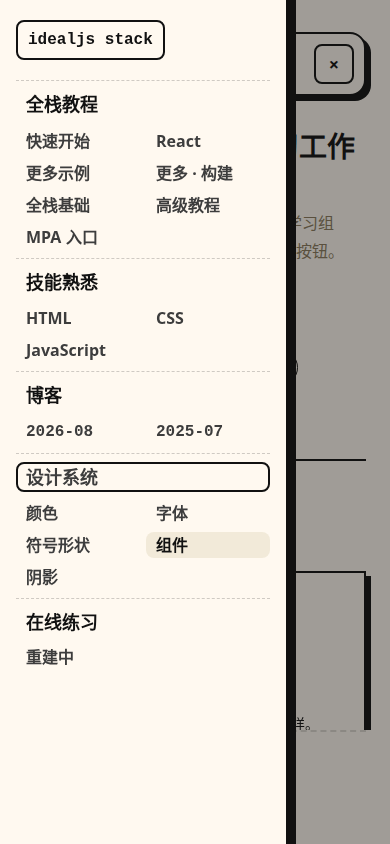 idealjs stack
×
全栈教程
快速开始 React
更多示例 更多 · 构建
全栈基础 高级教程
MPA 入口
技能熟悉
HTML CSS
JavaScript
博客
2026-08 2025-07
设计系统
颜色 字体
符号形状 组件
阴影
在线练习
重建中
工作
学习组
按钮。
样。